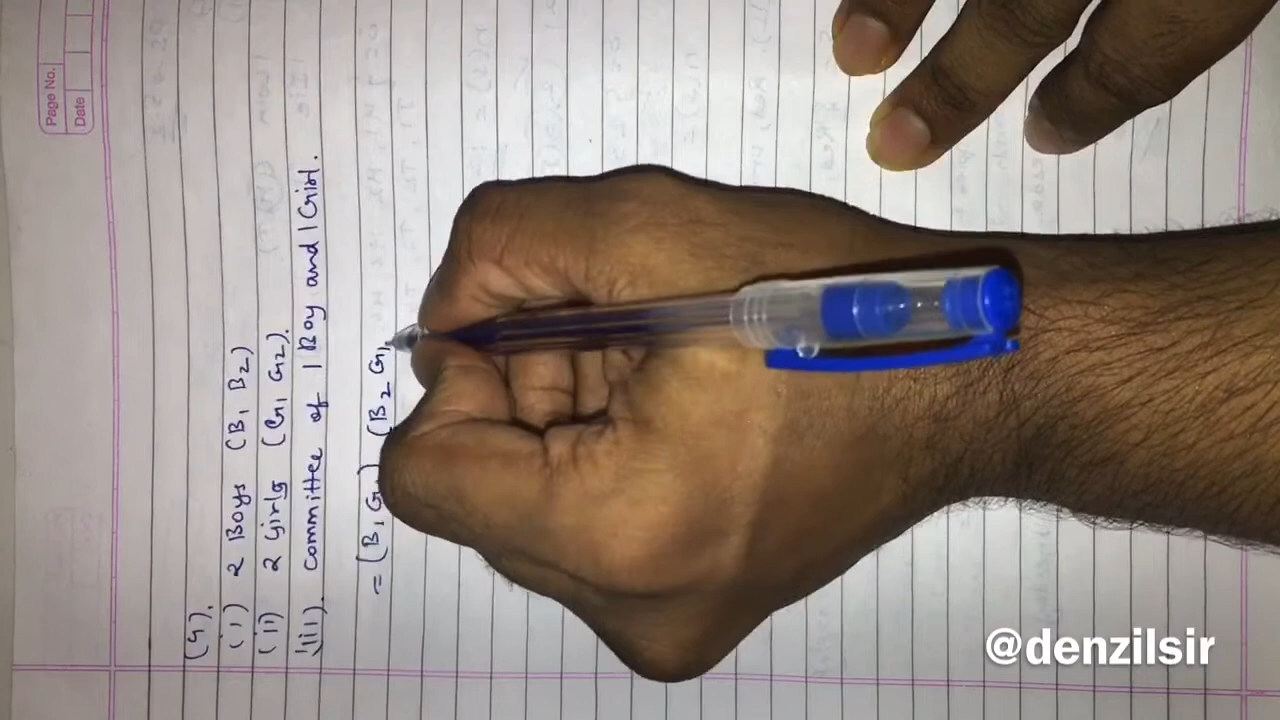 Page No.
Date
(4).
(i) 2 Boys (B1 B2)
(ii) 2 Girls (G1 G2).
(iii). committee of 1 Boy and 1 Girl.
= (B1 G1) (B2 G1
@denzilsir